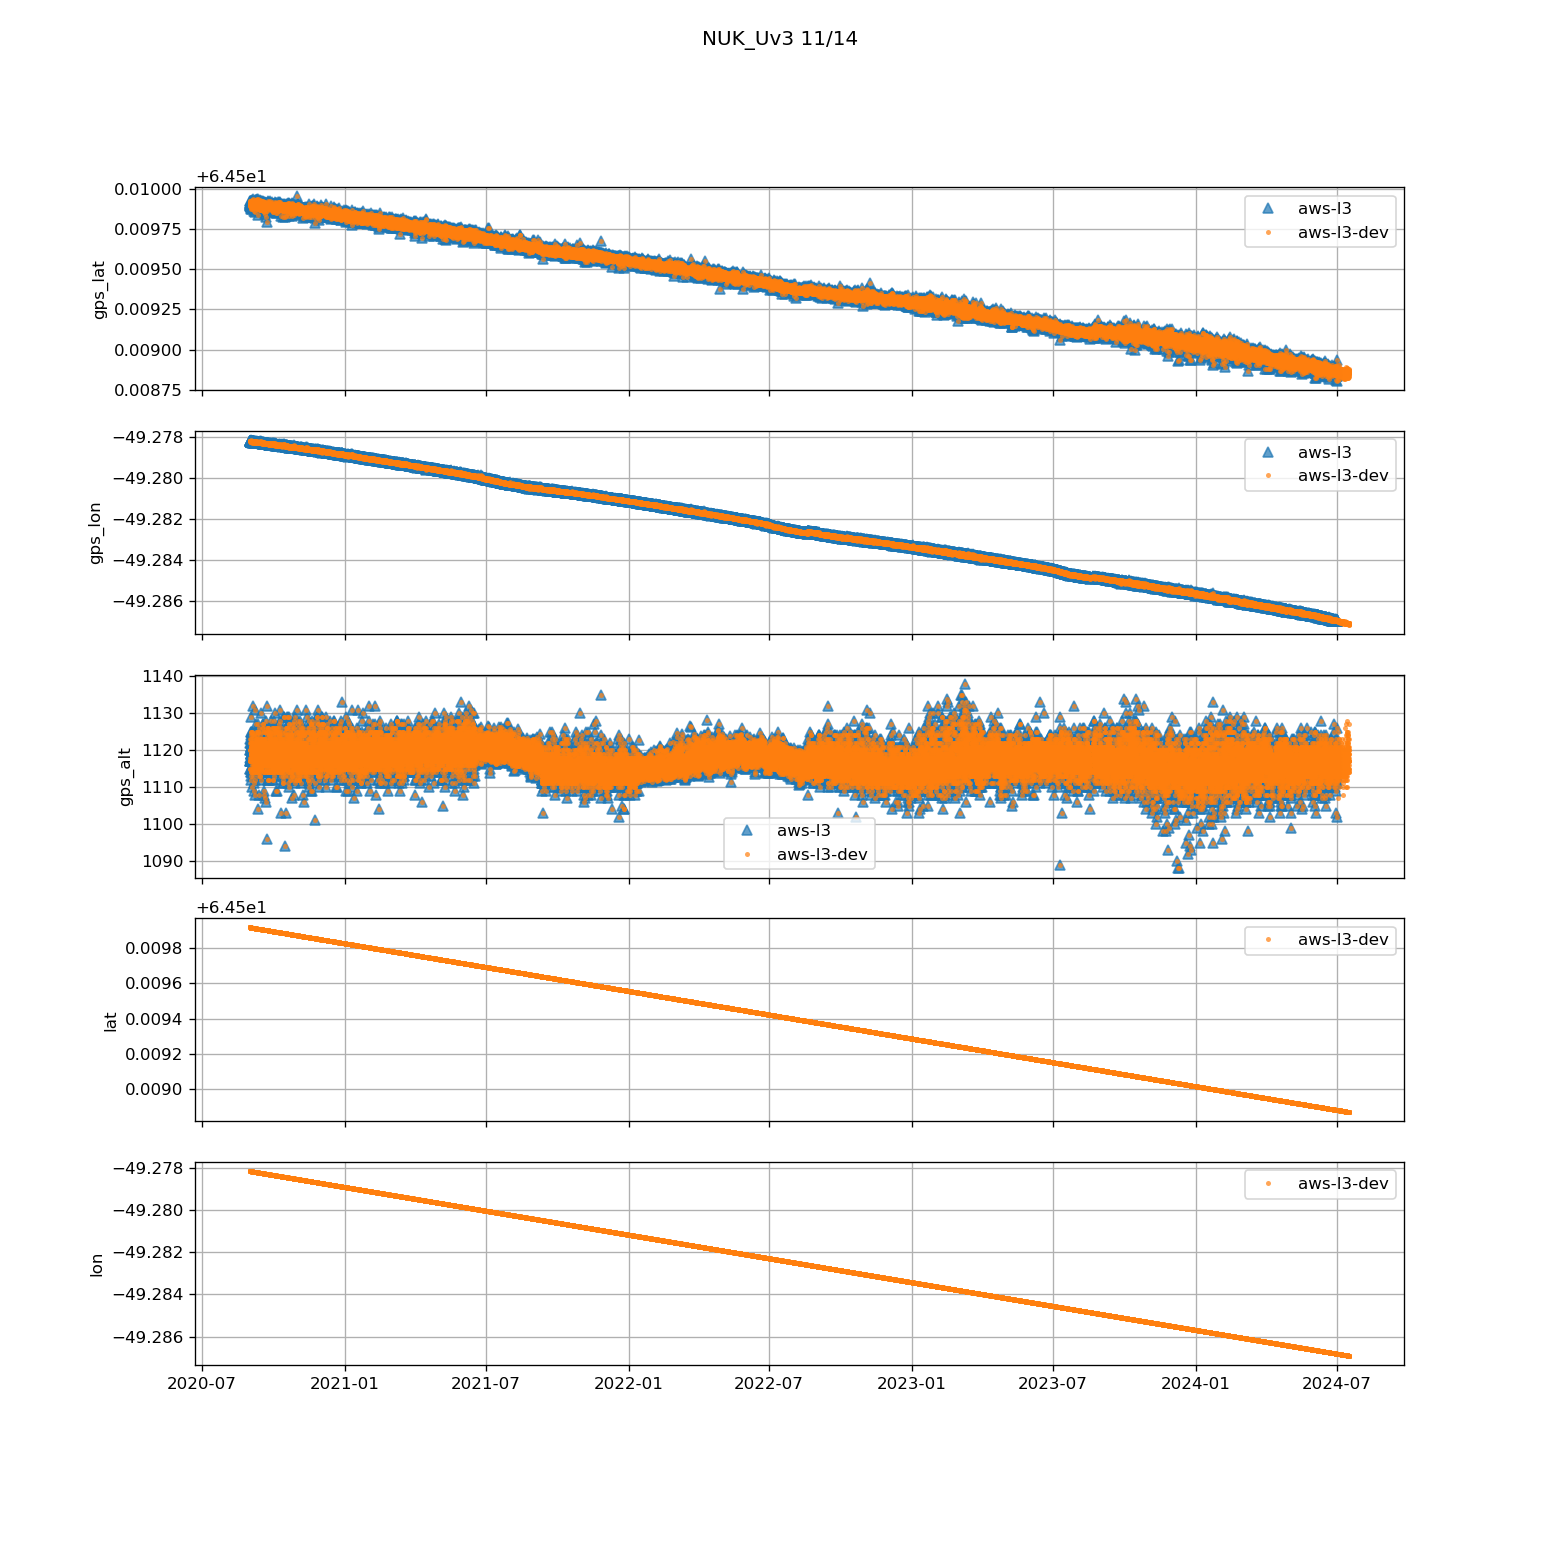 NUK_Uv3 11/14
+6.45e1
0.01000
0.00975
0.00950
0.00925
0.00900
0.00875
gps_lat
aws-l3
aws-l3-dev
−49.278
−49.280
−49.282
−49.284
−49.286
gps_lon
aws-l3
aws-l3-dev
1140
1130
1120
1110
1100
1090
gps_alt
aws-l3
aws-l3-dev
+6.45e1
0.0098
0.0096
0.0094
0.0092
0.0090
lat
aws-l3-dev
−49.278
−49.280
−49.282
−49.284
−49.286
lon
aws-l3-dev
2020-07 2021-01 2021-07 2022-01 2022-07 2023-01 2023-07 2024-01 2024-07